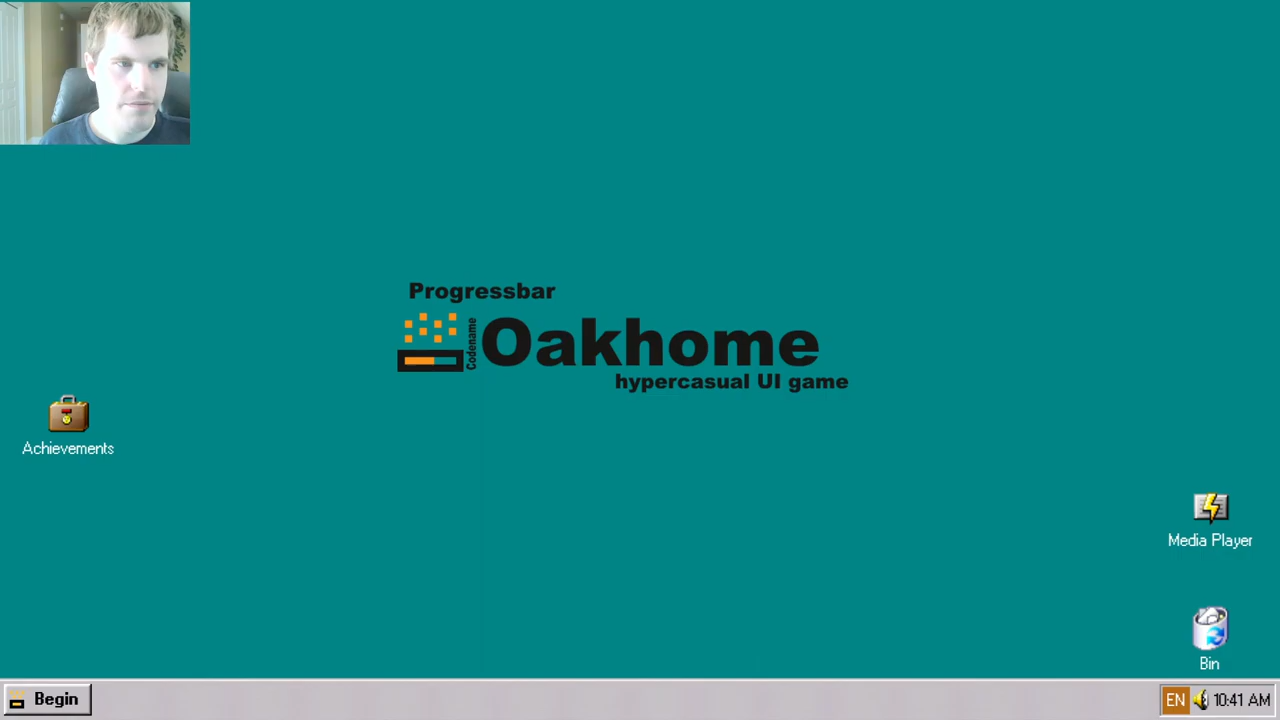 Progressbar
Codename
Oakhome
hypercasual UI game
Achievements
Media Player
Bin
Begin
EN
10:41 AM